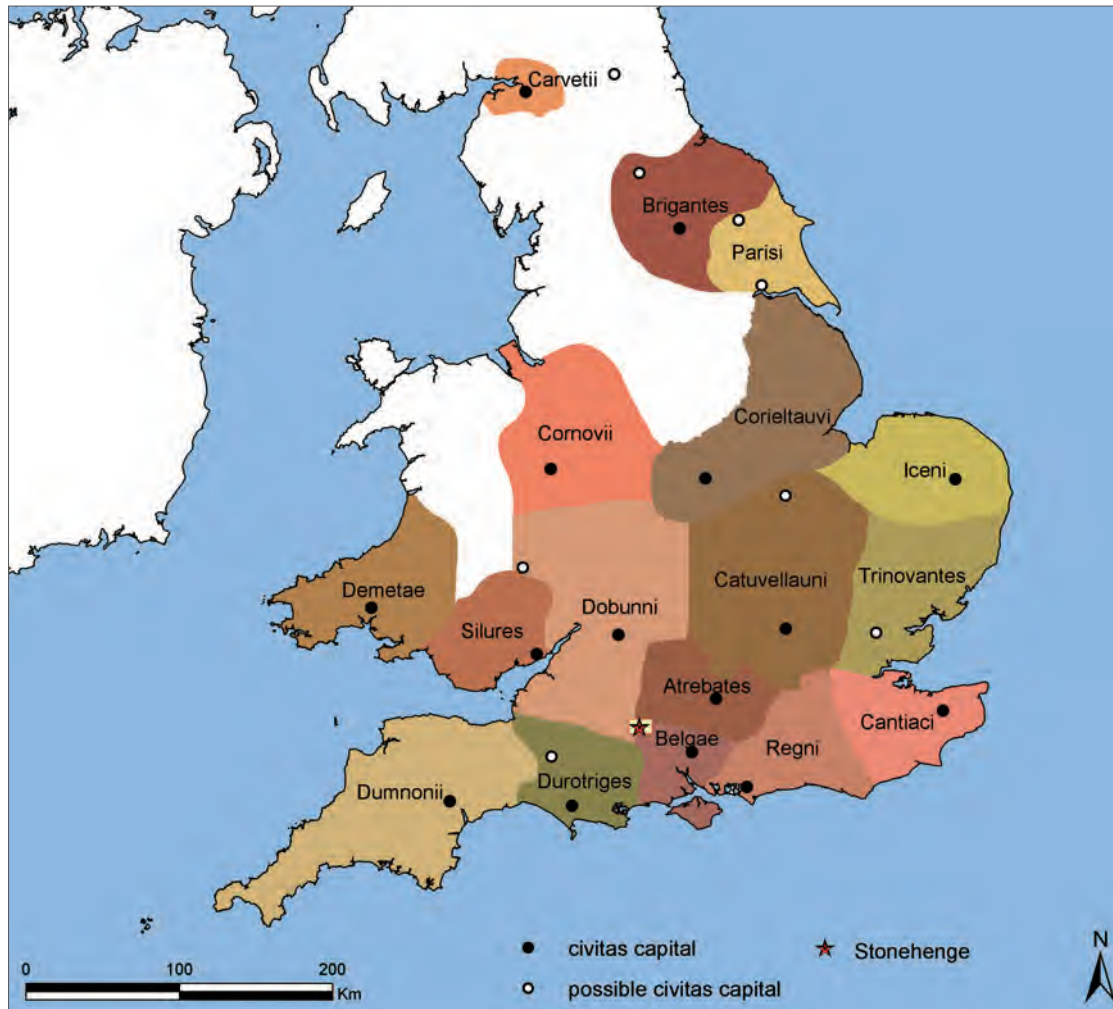 Carvetii
Brigantes
Parisi
Corieltauvi
Cornovii
Iceni
Catuvellauni
Trinovantes
Demetae
Dobunni
Silures
Atrebates
Cantiaci
Belgae
Regni
Durotriges
Dumnonii
civitas capital
Stonehenge
possible civitas capital
0 100 200
Km
N